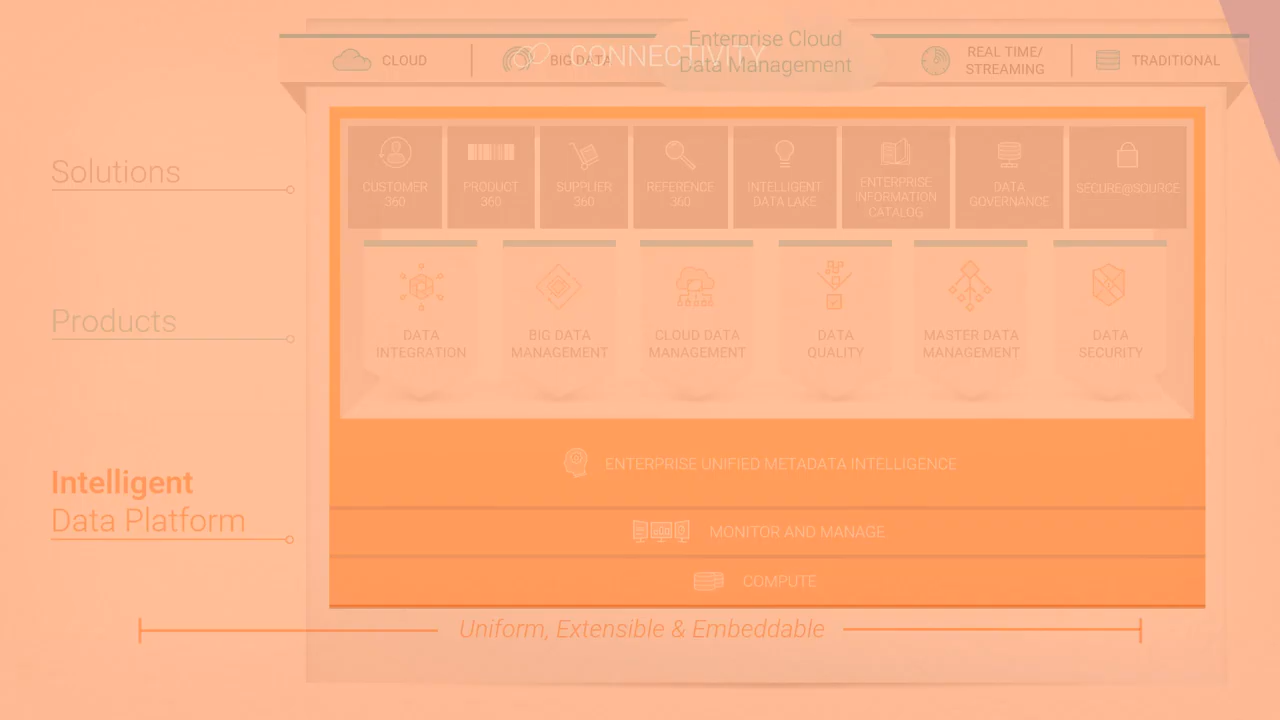 Enterprise Cloud
Data Management
CLOUD
BIG DATA
CONNECTIVITY
REAL TIME/
STREAMING
TRADITIONAL
Solutions
CUSTOMER
360
PRODUCT
360
SUPPLIER
360
REFERENCE
360
INTELLIGENT
DATA LAKE
ENTERPRISE
INFORMATION
CATALOG
DATA
GOVERNANCE
SECURE@SOURCE
Products
DATA
INTEGRATION
BIG DATA
MANAGEMENT
CLOUD DATA
MANAGEMENT
DATA
QUALITY
MASTER DATA
MANAGEMENT
DATA
SECURITY
Intelligent
Data Platform
ENTERPRISE UNIFIED METADATA INTELLIGENCE
MONITOR AND MANAGE
COMPUTE
Uniform, Extensible & Embeddable